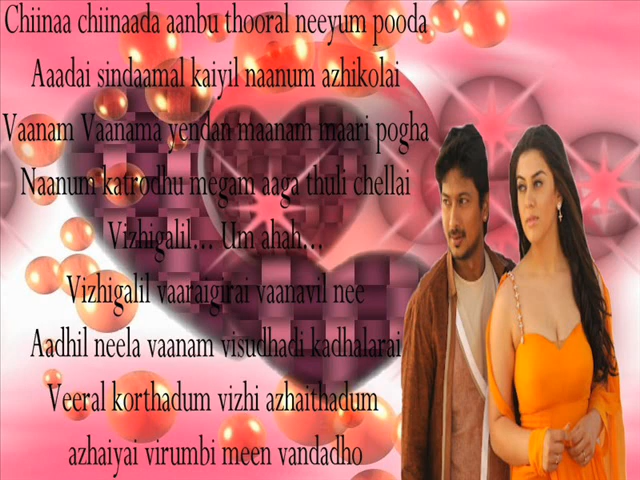 Chiinaa chiinaada aanbu thooral neeyum pooda
Aaadai sindaamal kaiyil naanum azhikolai
Vaanam Vaanama yendan maanam maari pogha
Naanum katrodhu megam aaga thuli chellai
Vizhigalil... Um ahah...
Vizhigalil vaaraigirai vaanavil nee
Aadhil neela vaanam visudhadi kadhalarai
Veeral korthadum vizhi azhaithadum
azhaiyai virumbi meen vandadho